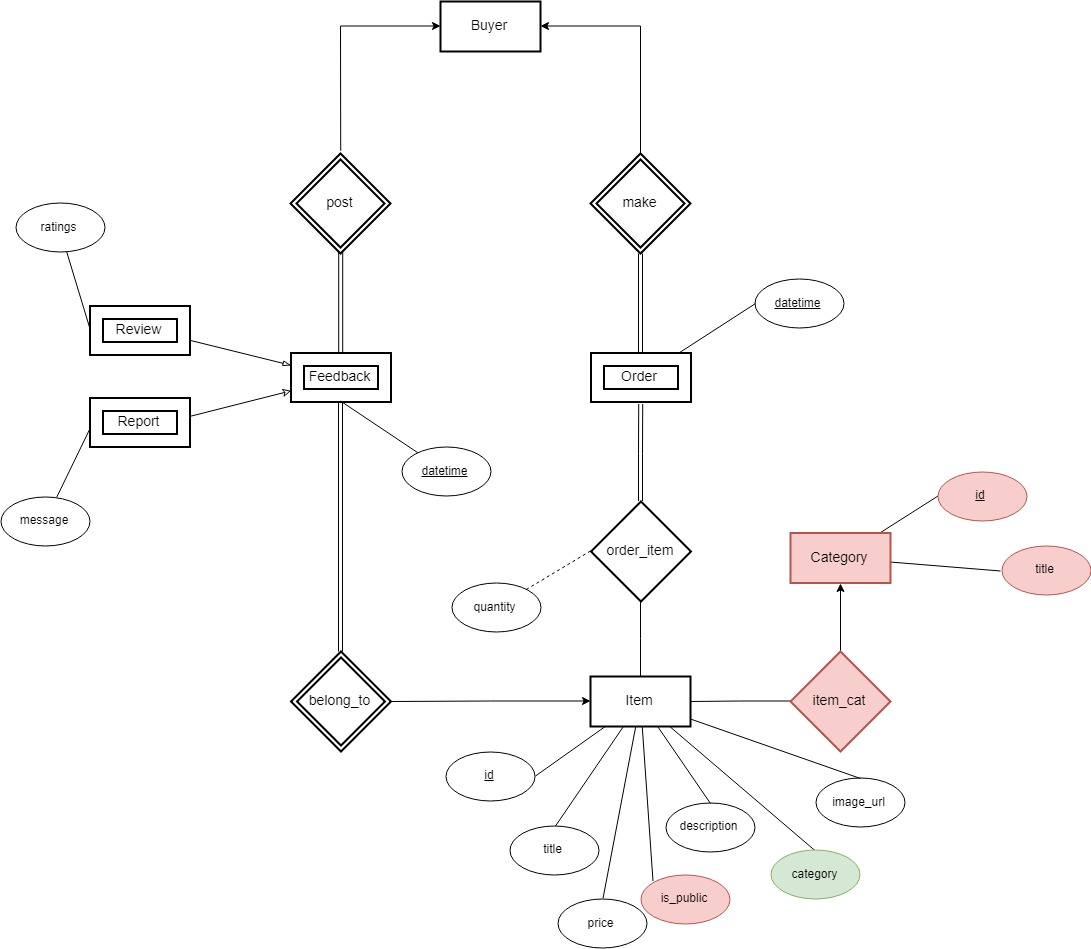 Buyer
post
make
ratings
datetime
Review
Feedback
Order
Report
datetime
id
message
order_item
Category
title
quantity
belong_to
Item
item_cat
id
image_url
description
title
category
is_public
price